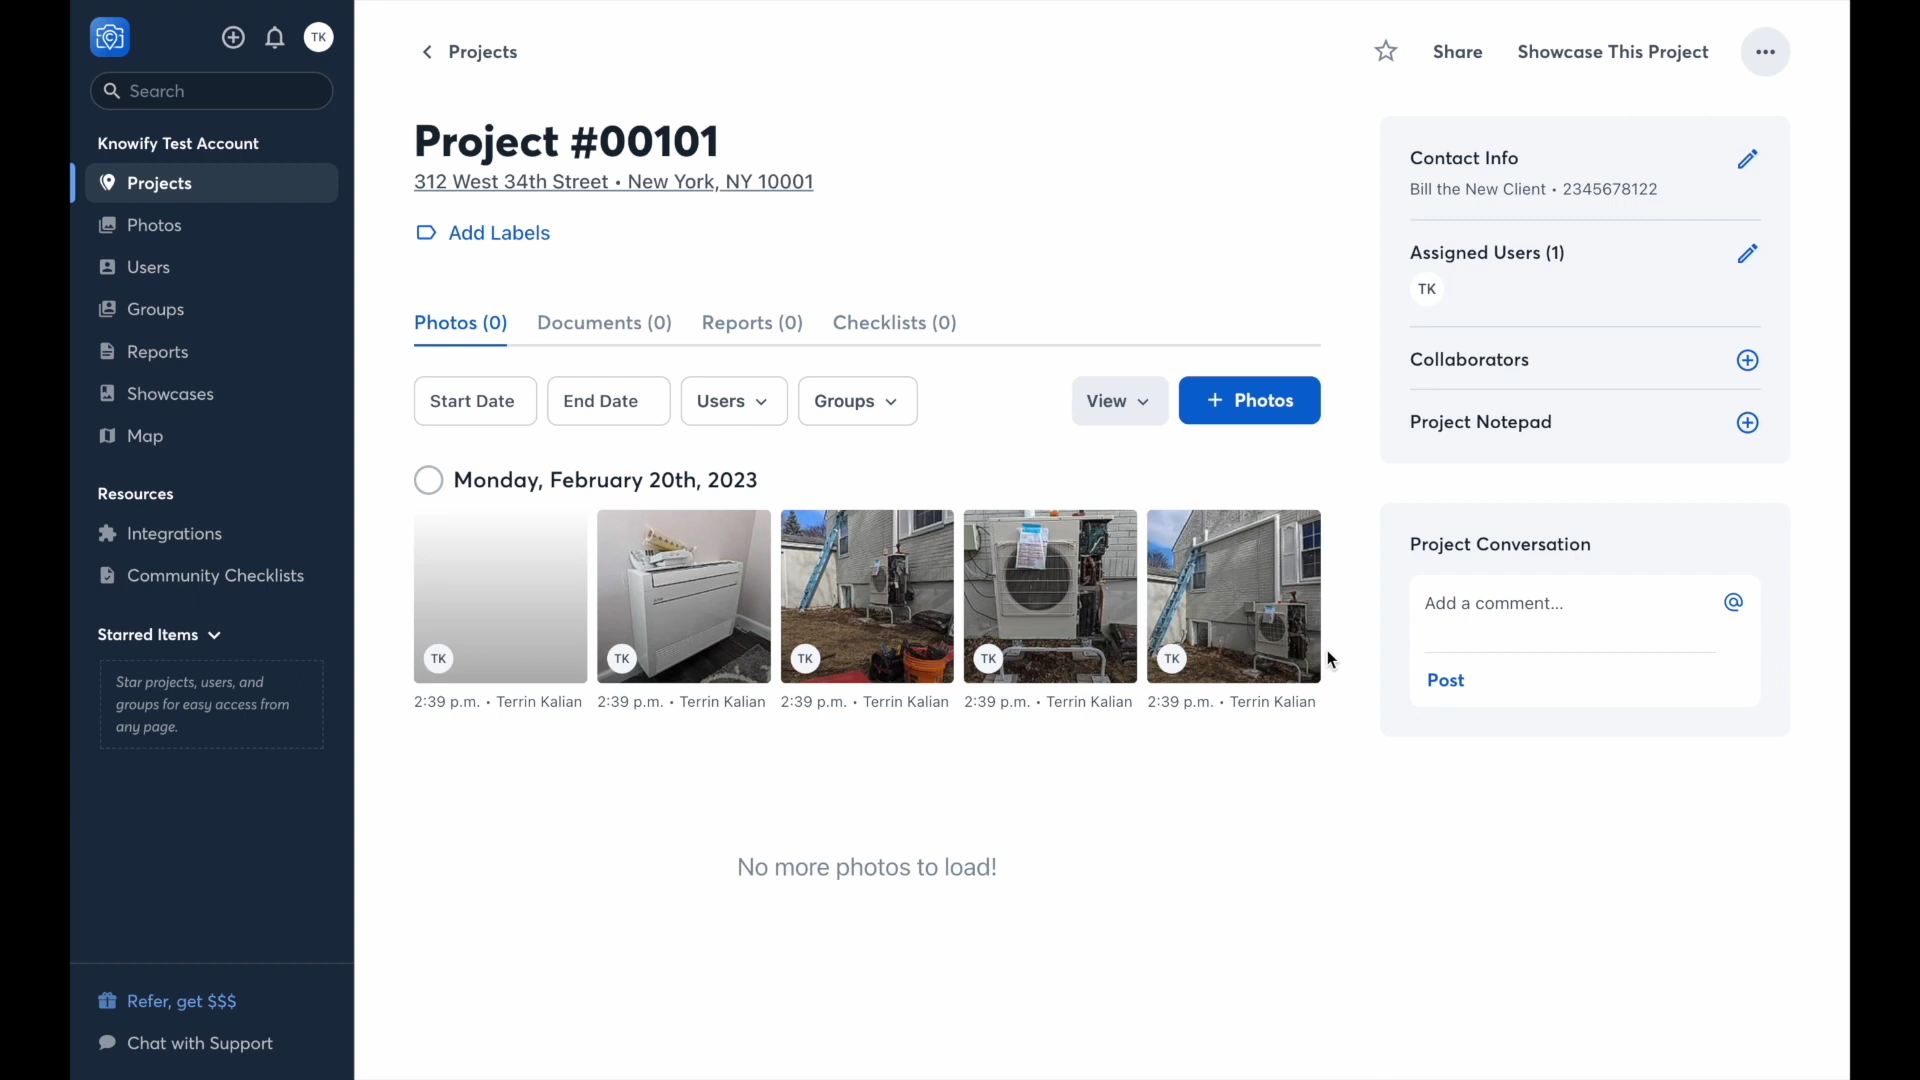 TK
Search
Knowify Test Account
Projects
Photos
Users
Groups
Reports
Showcases
Map
Resources
Integrations
Community Checklists
Starred Items
Star projects, users, and
groups for easy access from
any page.
Refer, get $$$
Chat with Support
Projects
Share
Showcase This Project
Project #00101
312 West 34th Street • New York, NY 10001
Add Labels
Photos (0)
Documents (0)
Reports (0)
Checklists (0)
Start Date
End Date
Users
Groups
View
+ Photos
Monday, February 20th, 2023
TK
TK
TK
TK
TK
2:39 p.m. • Terrin Kalian
2:39 p.m. • Terrin Kalian
2:39 p.m. • Terrin Kalian
2:39 p.m. • Terrin Kalian
2:39 p.m. • Terrin Kalian
No more photos to load!
Contact Info
Bill the New Client • 2345678122
Assigned Users (1)
TK
Collaborators
Project Notepad
Project Conversation
Add a comment...
@
Post